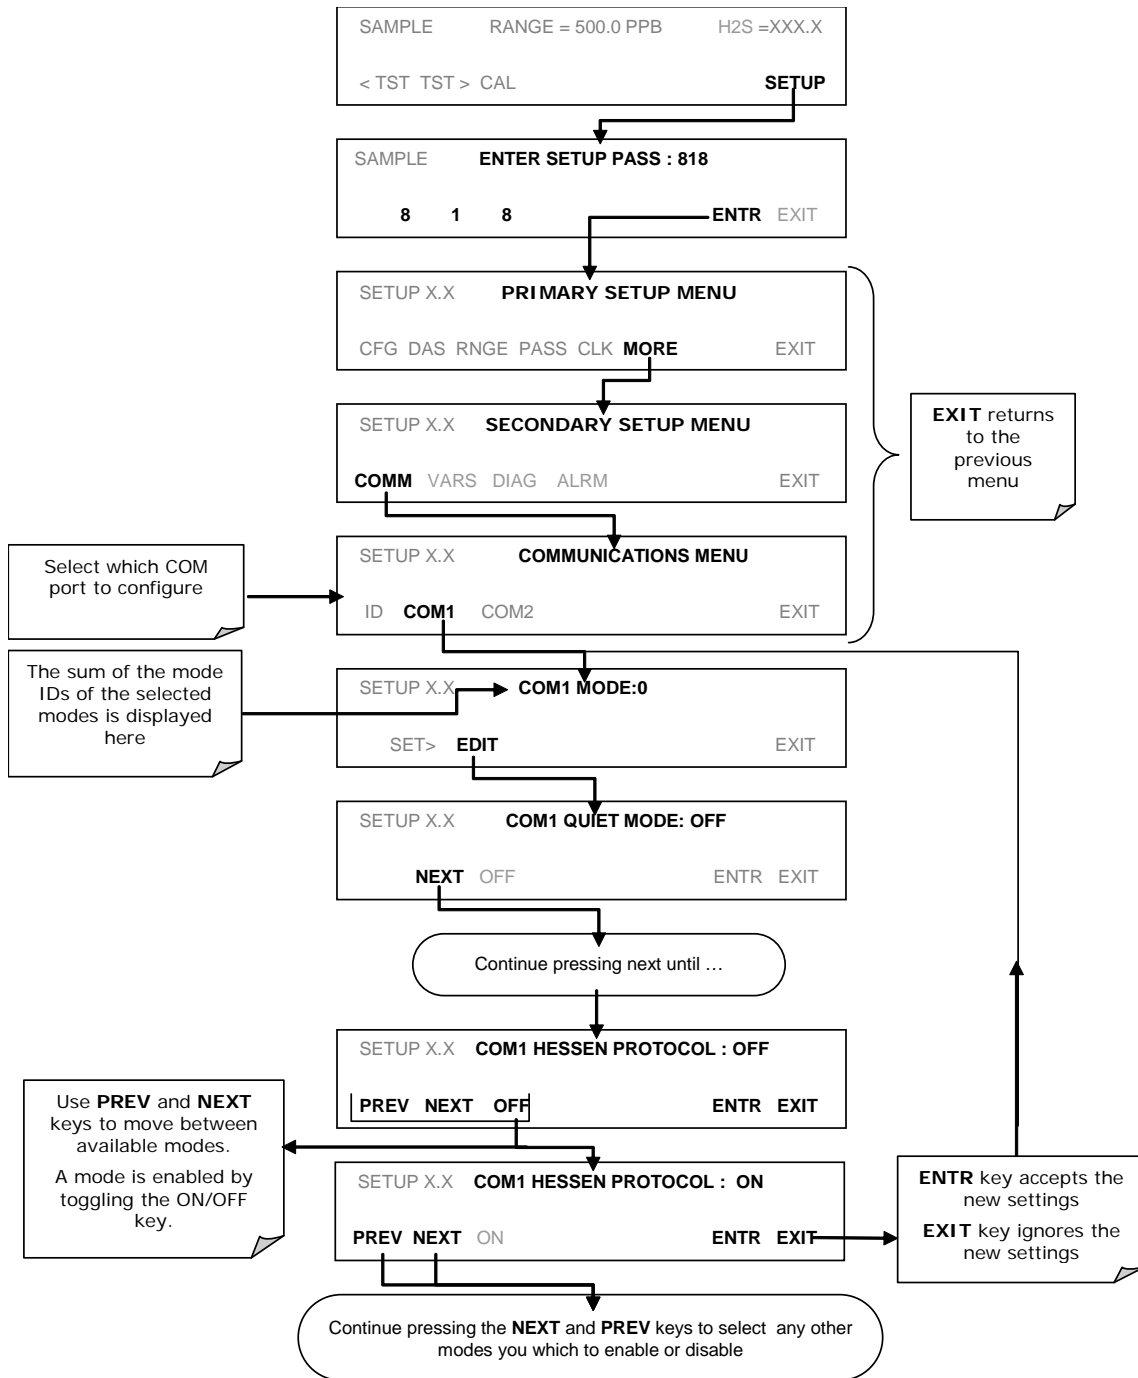 SAMPLE RANGE = 500.0 PPB H2S =XXX.X
< TST TST > CAL SETUP
SAMPLE ENTER SETUP PASS : 818
8 1 8 ENTR EXIT
SETUP X.X PRIMARY SETUP MENU
CFG DAS RNGE PASS CLK MORE EXIT
SETUP X.X SECONDARY SETUP MENU
COMM VARS DIAG ALRM EXIT
EXIT returns
to the
previous
menu
Select which COM
port to configure
SETUP X.X COMMUNICATIONS MENU
ID COM1 COM2 EXIT
The sum of the mode
IDs of the selected
modes is displayed
here
SETUP X.X COM1 MODE:0
SET> EDIT EXIT
SETUP X.X COM1 QUIET MODE: OFF
NEXT OFF ENTR EXIT
Continue pressing next until …
SETUP X.X COM1 HESSEN PROTOCOL : OFF
PREV NEXT OFF ENTR EXIT
Use PREV and NEXT
keys to move between
available modes.
A mode is enabled by
toggling the ON/OFF
key.
SETUP X.X COM1 HESSEN PROTOCOL : ON
PREV NEXT ON ENTR EXIT
ENTR key accepts the
new settings
EXIT key ignores the
new settings
Continue pressing the NEXT and PREV keys to select any other
modes you which to enable or disable